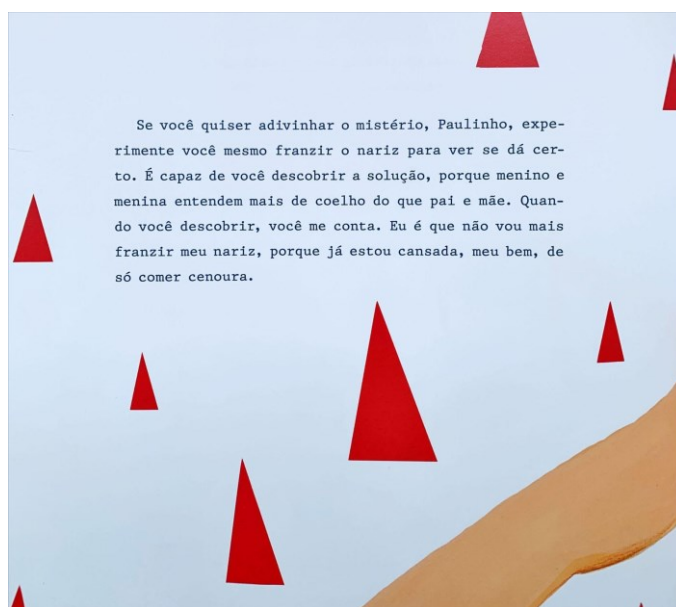 Se você quiser adivinhar o mistério, Paulinho, expe-
rimente você mesmo franzir o nariz para ver se dá cer-
to. É capaz de você descobrir a solução, porque menino e
menina entendem mais de coelho do que pai e mãe. Quan-
do você descobrir, você me conta. Eu é que não vou mais
franzir meu nariz, porque já estou cansada, meu bem, de
só comer cenoura.